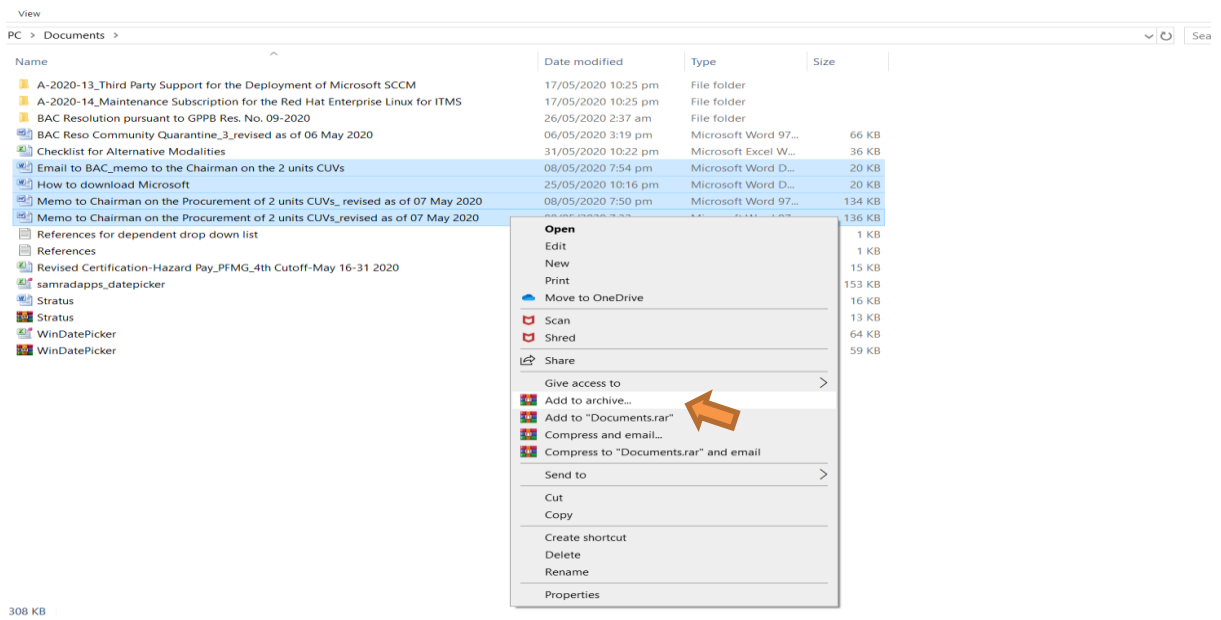 View
PC > Documents >
Sea
Name Date modified Type Size
A-2020-13_Third Party Support for the Deployment of Microsoft SCCM 17/05/2020 10:25 pm File folder
A-2020-14_Maintenance Subscription for the Red Hat Enterprise Linux for ITMS 17/05/2020 10:25 pm File folder
BAC Resolution pursuant to GPPB Res. No. 09-2020 26/05/2020 2:37 am File folder
BAC Reso Community Quarantine_3_revised as of 06 May 2020 06/05/2020 3:19 pm Microsoft Word 97... 66 KB
Checklist for Alternative Modalities 31/05/2020 10:22 pm Microsoft Excel W... 36 KB
Email to BAC_memo to the Chairman on the 2 units CUVs 08/05/2020 7:54 pm Microsoft Word D... 20 KB
How to download Microsoft 25/05/2020 10:16 pm Microsoft Word D... 20 KB
Memo to Chairman on the Procurement of 2 units CUVs_ revised as of 07 May 2020 08/05/2020 7:50 pm Microsoft Word 97... 134 KB
Memo to Chairman on the Procurement of 2 units CUVs_revised as of 07 May 2020 136 KB
References for dependent drop down list 1 KB
References 1 KB
Revised Certification-Hazard Pay_PFMG_4th Cutoff-May 16-31 2020 15 KB
samradapps_datepicker 153 KB
Stratus 16 KB
Stratus 13 KB
WinDatePicker 64 KB
WinDatePicker 59 KB
Open
Edit
New
Print
Move to OneDrive
Scan
Shred
Share
Give access to
Add to archive...
Add to "Documents.rar"
Compress and email...
Compress to "Documents.rar" and email
Send to
Cut
Copy
Create shortcut
Delete
Rename
Properties
308 KB